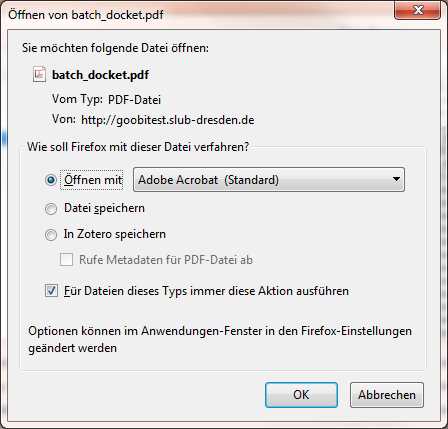 Öffnen von batch_docket.pdf
Sie möchten folgende Datei öffnen:
batch_docket.pdf
Vom Typ: PDF-Datei
Von: http://goobitest.slub-dresden.de
Wie soll Firefox mit dieser Datei verfahren?
Öffnen mit Adobe Acrobat (Standard)
Datei speichern
In Zotero speichern
Rufe Metadaten für PDF-Datei ab
Für Dateien dieses Typs immer diese Aktion ausführen
Optionen können im Anwendungen-Fenster in den Firefox-Einstellungen
geändert werden
OK Abbrechen